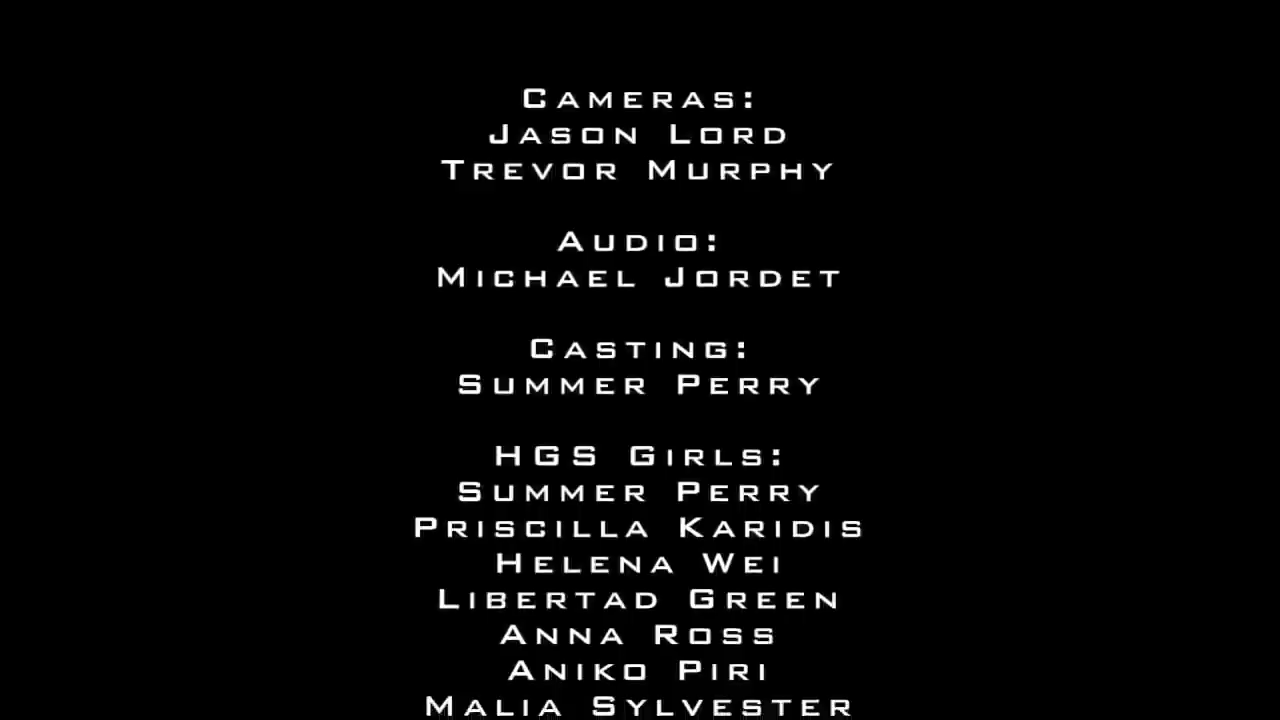 Cameras:
Jason Lord
Trevor Murphy
Audio:
Michael Jordet
Casting:
Summer Perry
HGS Girls:
Summer Perry
Priscilla Karidis
Helena Wei
Libertad Green
Anna Ross
Aniko Piri
Malia Sylvester